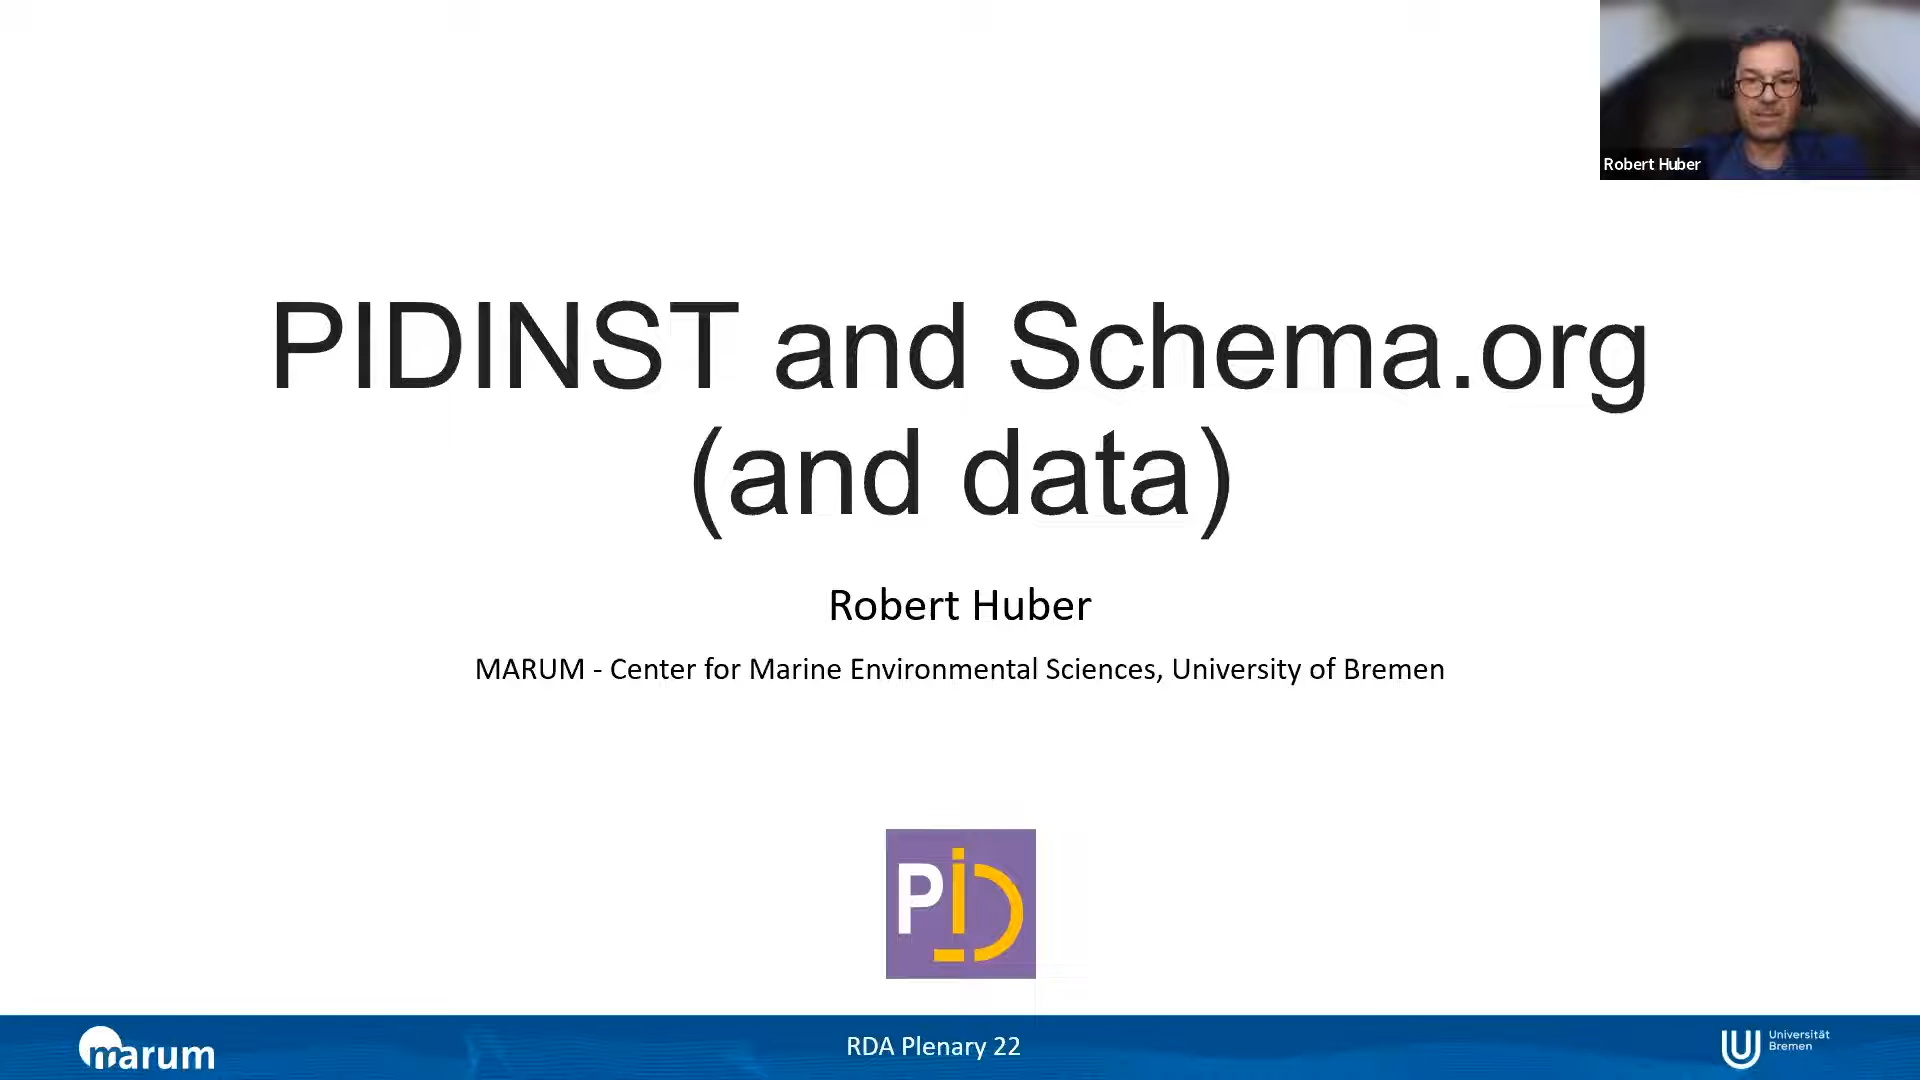 Robert Huber
PIDINST and Schema.org
(and data)
Robert Huber
MARUM - Center for Marine Environmental Sciences, University of Bremen
PiD
marum
RDA Plenary 22
Universität
Bremen